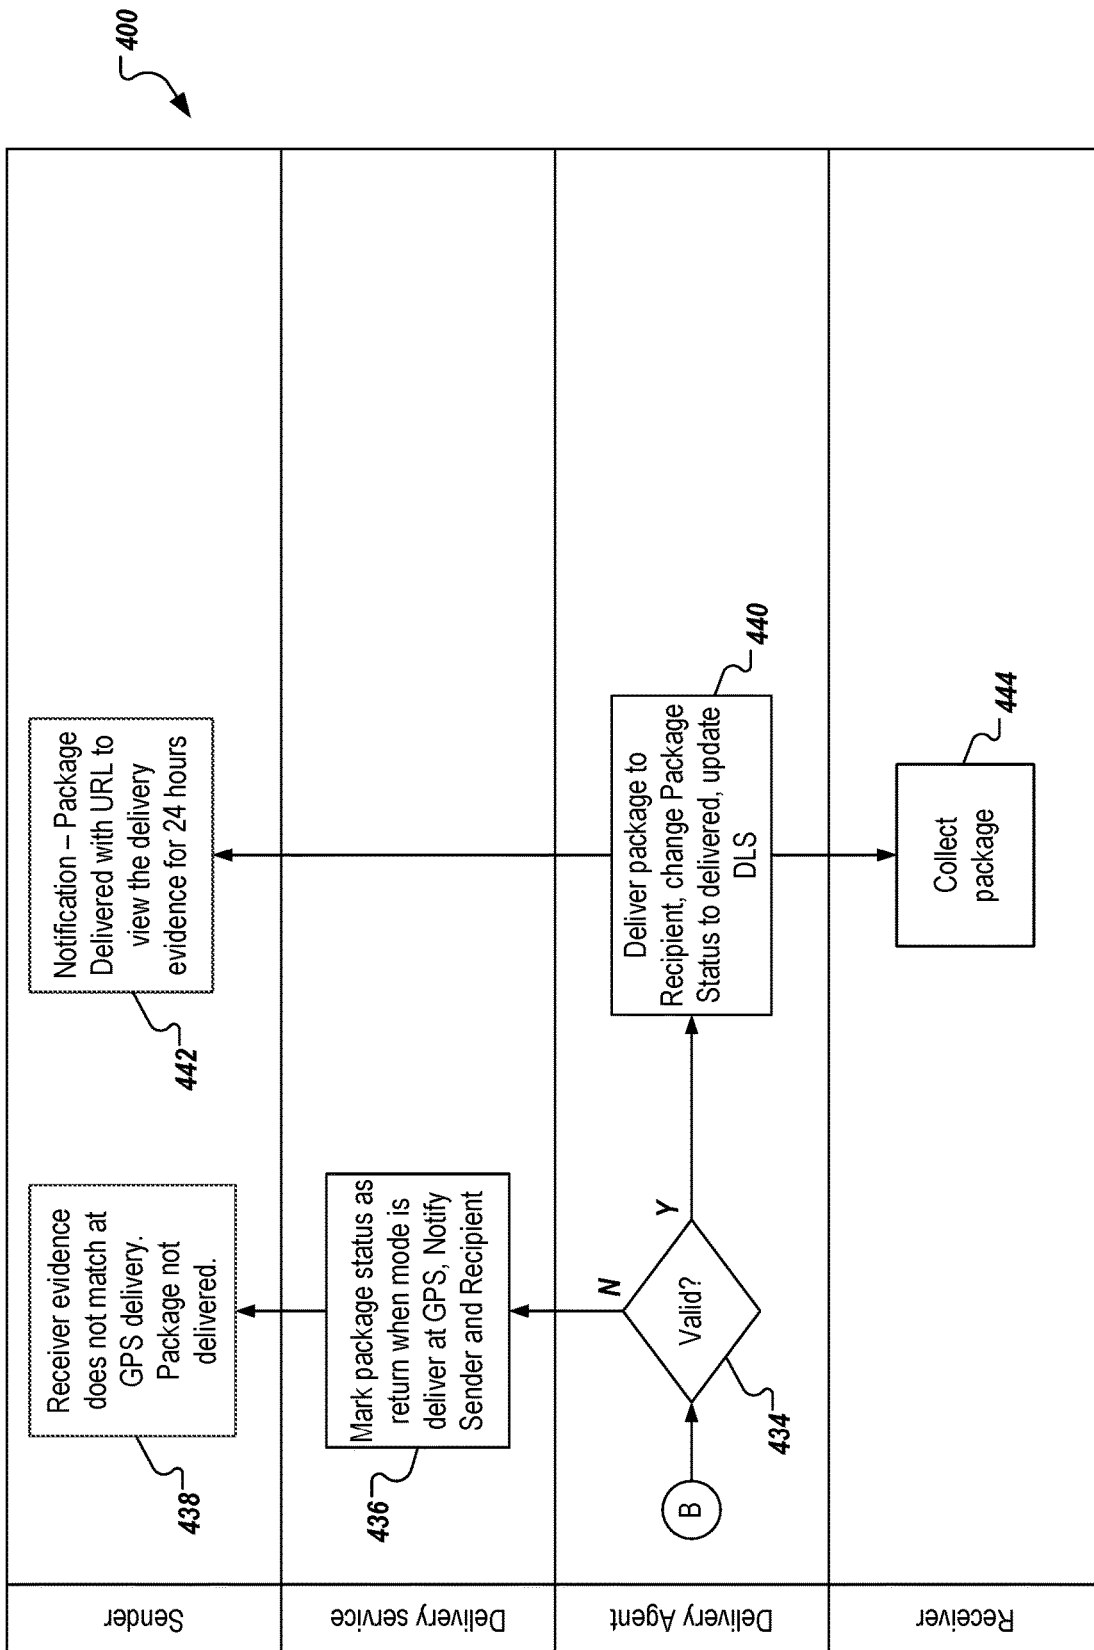 400
Sender
Receiver evidence
does not match at
GPS delivery.
Package not
delivered.
438
Notification – Package
Delivered with URL to
view the delivery
evidence for 24 hours
442
Delivery service
Mark package status as
return when mode is
deliver at GPS, Notify
Sender and Recipient
436
Delivery Agent
B
Valid?
434
N
Y
Deliver package to
Recipient, change Package
Status to delivered, update
DLS
440
Receiver
Collect
package
444